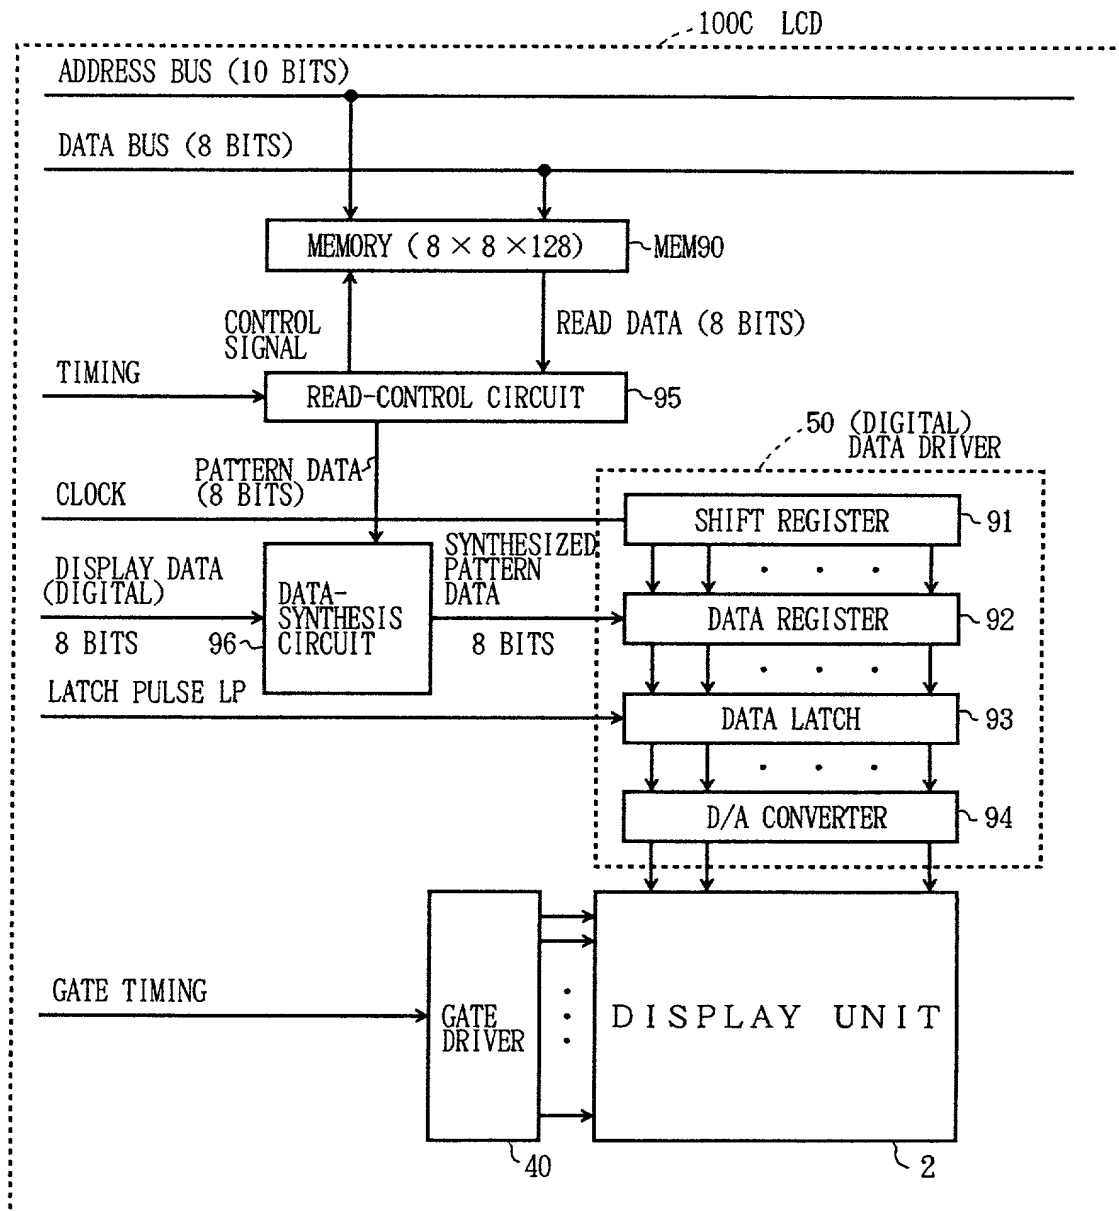 100C LCD
ADDRESS BUS (10 BITS)
DATA BUS (8 BITS)
MEMORY (8 × 8 ×128)
MEM90
CONTROL
SIGNAL
READ DATA (8 BITS)
TIMING
READ-CONTROL CIRCUIT
95
50 (DIGITAL)
DATA DRIVER
PATTERN DATA
(8 BITS)
CLOCK
SHIFT REGISTER
91
DISPLAY DATA
(DIGITAL)
8 BITS
96
DATA-
SYNTHESIS
CIRCUIT
SYNTHESIZED
PATTERN
DATA
8 BITS
DATA REGISTER
92
LATCH PULSE LP
DATA LATCH
93
D/A CONVERTER
94
GATE TIMING
GATE
DRIVER
DISPLAY UNIT
40
2